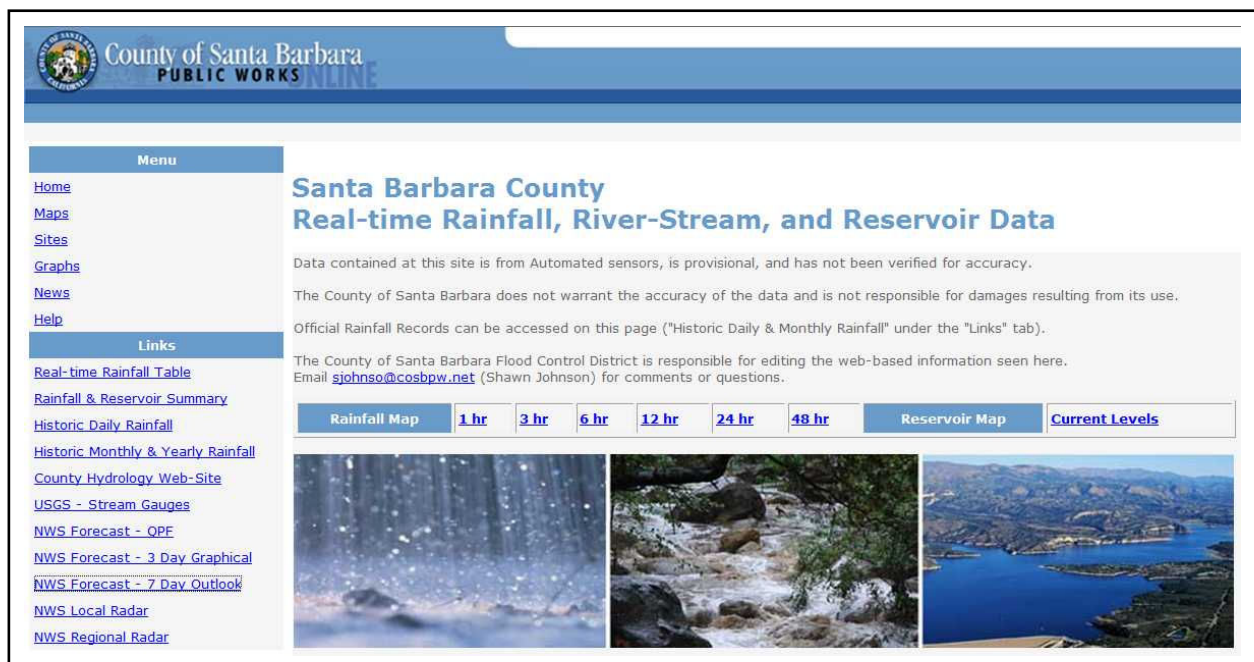 County of Santa Barbara
PUBLIC WORKS
ONLINE
Menu
Home
Maps
Sites
Graphs
News
Help
Links
Real-time Rainfall Table
Rainfall & Reservoir Summary
Historic Daily Rainfall
Historic Monthly & Yearly Rainfall
County Hydrology Web-Site
USGS - Stream Gauges
NWS Forecast - QPF
NWS Forecast - 3 Day Graphical
NWS Forecast - 7 Day Outlook
NWS Local Radar
NWS Regional Radar
Santa Barbara County
Real-time Rainfall, River-Stream, and Reservoir Data
Data contained at this site is from Automated sensors, is provisional, and has not been verified for accuracy.
The County of Santa Barbara does not warrant the accuracy of the data and is not responsible for damages resulting from its use.
Official Rainfall Records can be accessed on this page ("Historic Daily & Monthly Rainfall" under the "Links" tab).
The County of Santa Barbara Flood Control District is responsible for editing the web-based information seen here.
Email sjohnso@cosbpw.net (Shawn Johnson) for comments or questions.
Rainfall Map 1 hr 3 hr 6 hr 12 hr 24 hr 48 hr Reservoir Map Current Levels